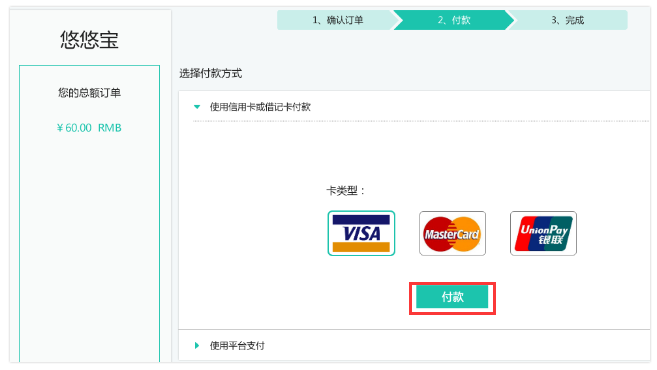 悠悠宝
您的总额订单
¥ 60.00 RMB
1、确认订单
2、付款
3、完成
选择付款方式
使用信用卡或借记卡付款
卡类型：
VISA
MasterCard
UnionPay
银联
付款
使用平台支付